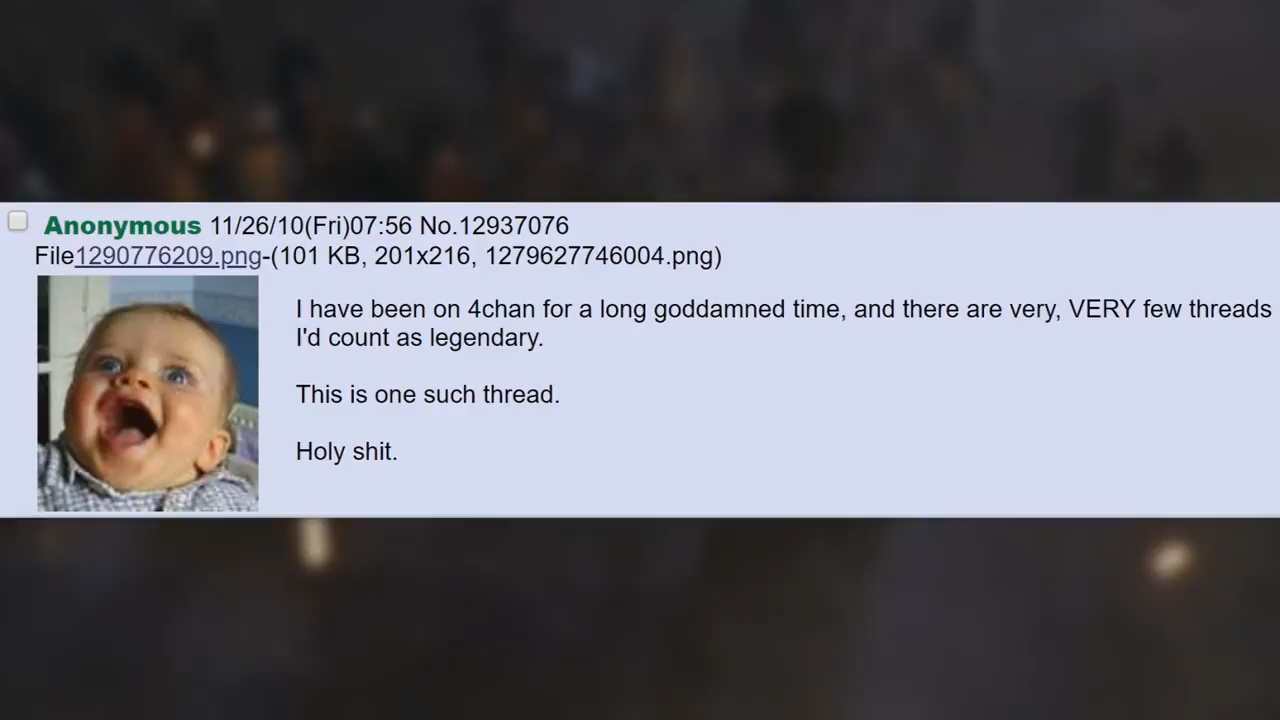 Anonymous 11/26/10(Fri)07:56 No.12937076
File1290776209.png-(101 KB, 201x216, 1279627746004.png)
I have been on 4chan for a long goddamned time, and there are very, VERY few threads
I'd count as legendary.
This is one such thread.
Holy shit.